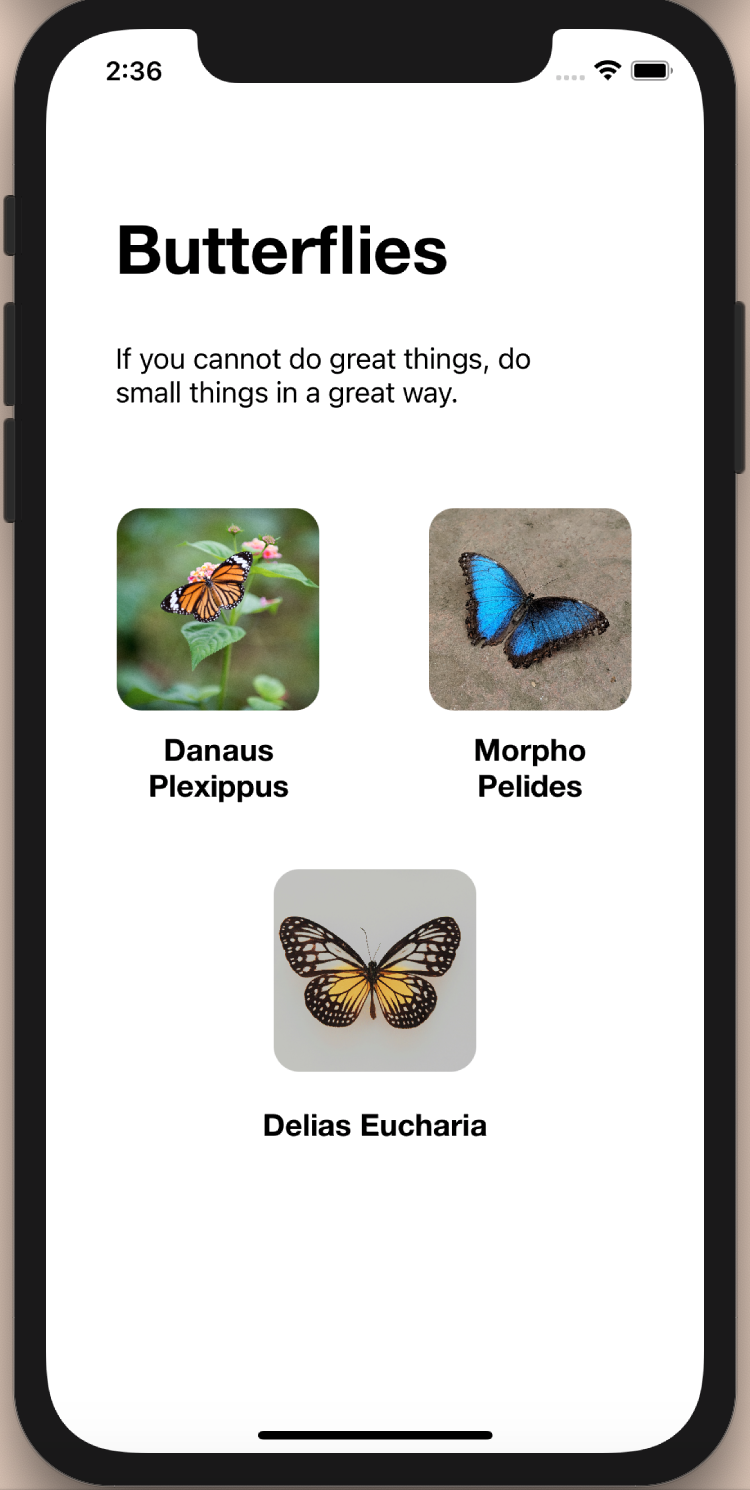 2:36
Butterflies
If you cannot do great things, do
small things in a great way.
Danaus
Plexippus
Morpho
Pelides
Delias Eucharia